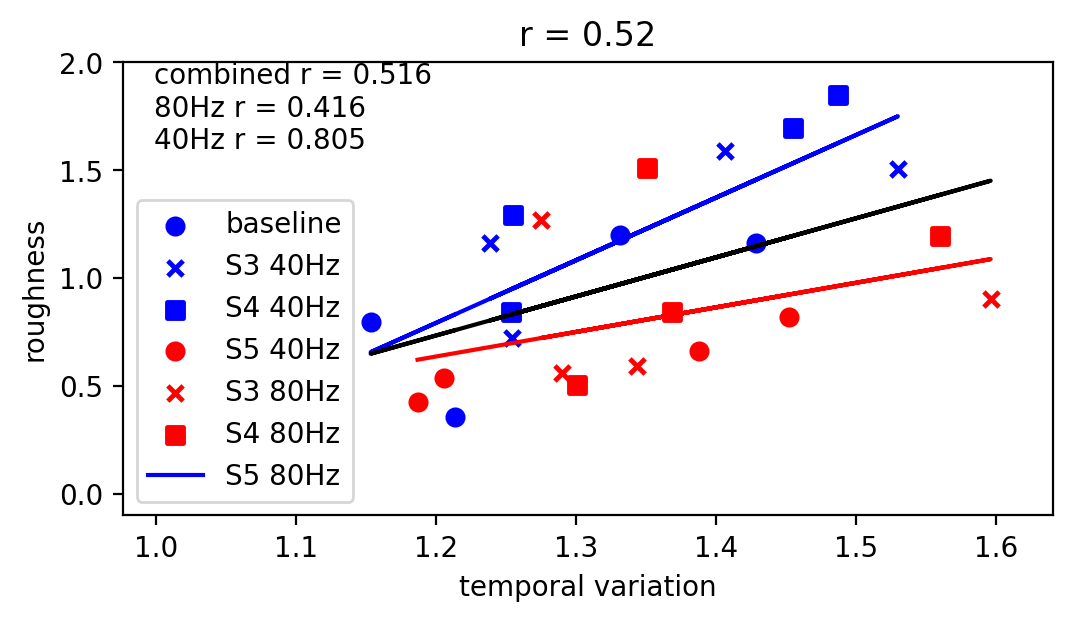 r = 0.52
combined r = 0.516
80Hz r = 0.416
40Hz r = 0.805
2.0
1.5
1.0
0.5
0.0
roughness
baseline
S3 40Hz
S4 40Hz
S5 40Hz
S3 80Hz
S4 80Hz
S5 80Hz
1.0 1.1 1.2 1.3 1.4 1.5 1.6
temporal variation